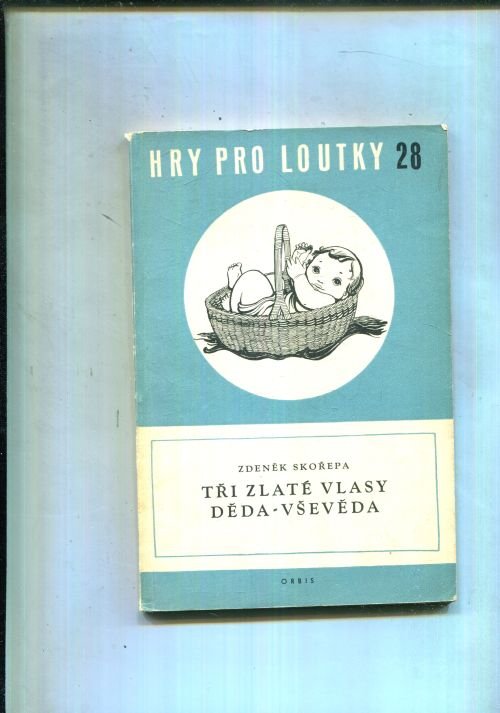 HRY PRO LOUTKY 28
ZDENĚK SKOŘEPA
TŘI ZLATÉ VLASY
DĚDA-VŠEVĚDA
ORBIS